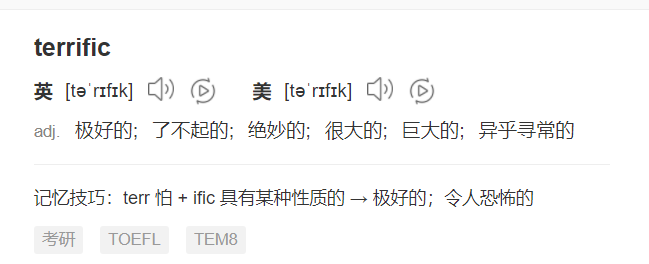 terrific
英 [təˈrɪfɪk] 美 [təˈrɪfɪk]
adj. 极好的；了不起的；绝妙的；很大的；巨大的；异乎寻常的
记忆技巧：terr 怕 + ific 具有某种性质的 → 极好的；令人恐怖的
考研 TOEFL TEM8